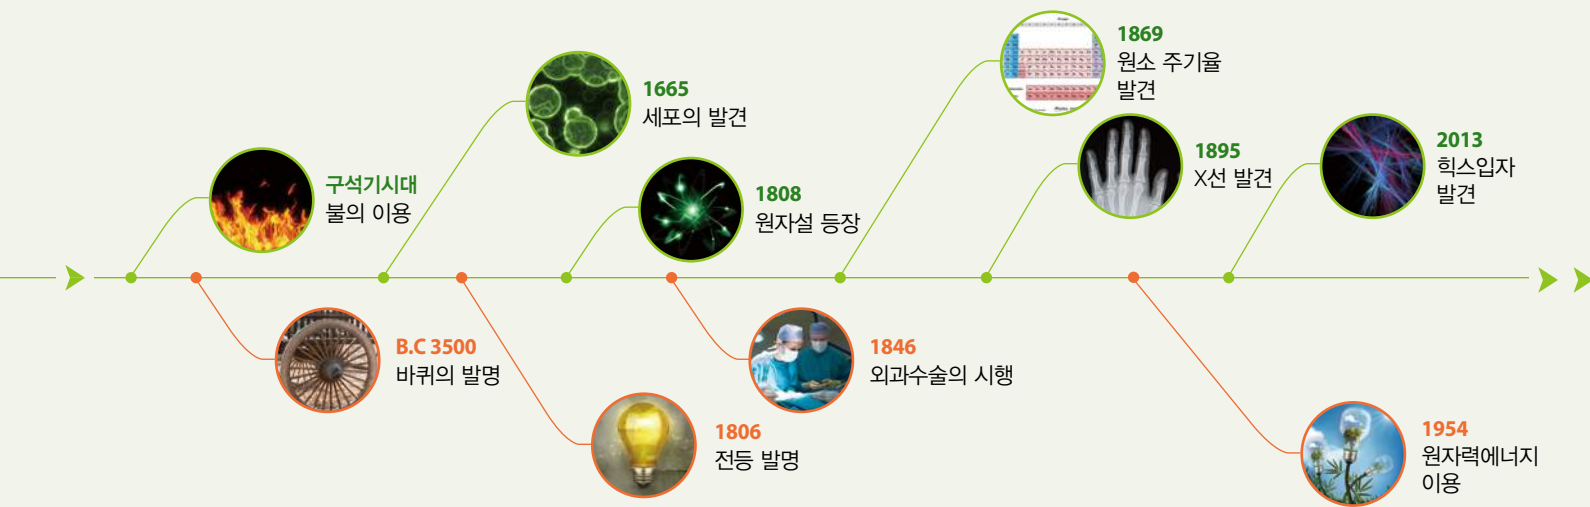 구석기시대
불의 이용
B.C 3500
바퀴의 발명
1665
세포의 발견
1806
전등 발명
1808
원자설 등장
1846
외과수술의 시행
1869
원소 주기율
발견
1895
X선 발견
1954
원자력에너지
이용
2013
힉스입자
발견